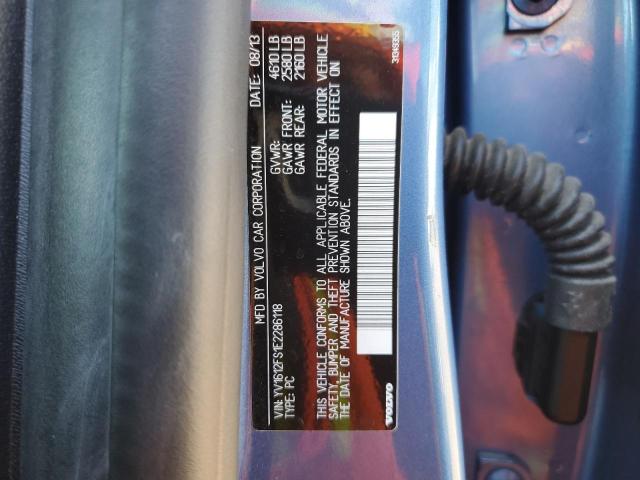 MFD BY VOLVO CAR CORPORATION DATE: 08/13
GVWR: 4610 LB
GAWR FRONT: 2580 LB
GAWR REAR: 2160 LB
VIN: YV1612FS1E2286118
TYPE: PC
THIS VEHICLE CONFORMS TO ALL APPLICABLE FEDERAL MOTOR VEHICLE
SAFETY, BUMPER AND THEFT PREVENTION STANDARDS IN EFFECT ON
THE DATE OF MANUFACTURE SHOWN ABOVE.
VOLVO
31349355